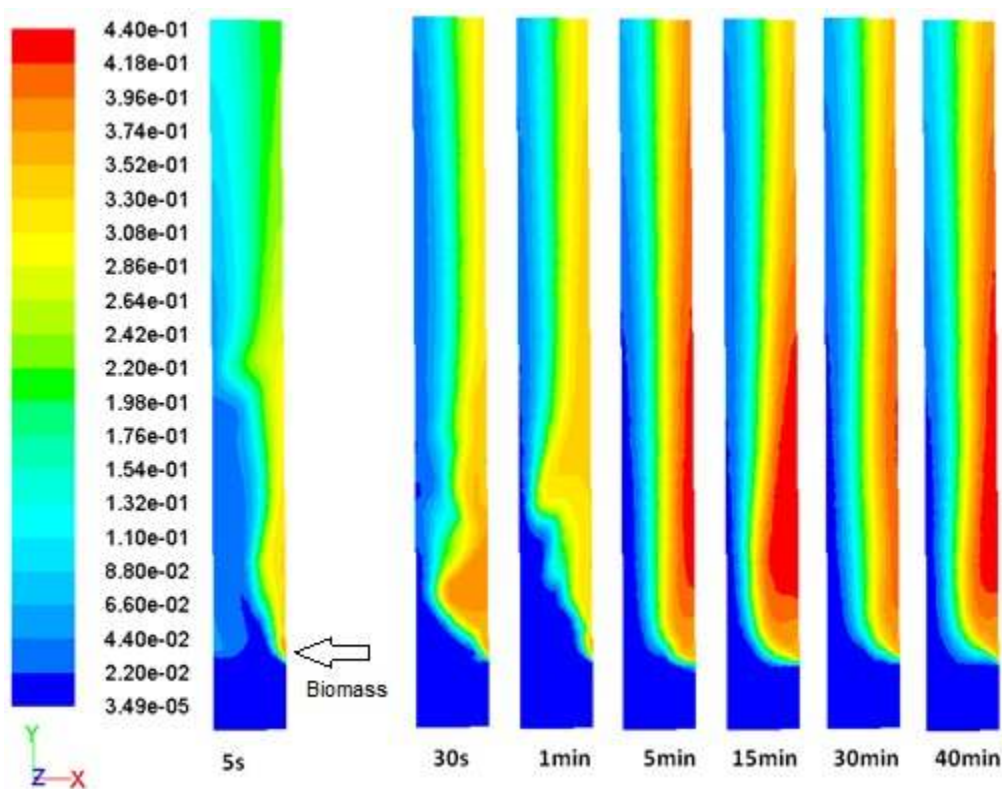 4.40e-01
4.18e-01
3.96e-01
3.74e-01
3.52e-01
3.30e-01
3.08e-01
2.86e-01
2.64e-01
2.42e-01
2.20e-01
1.98e-01
1.76e-01
1.54e-01
1.32e-01
1.10e-01
8.80e-02
6.60e-02
4.40e-02
2.20e-02
3.49e-05
Biomass
Y
Z X
5s 30s 1min 5min 15min 30min 40min